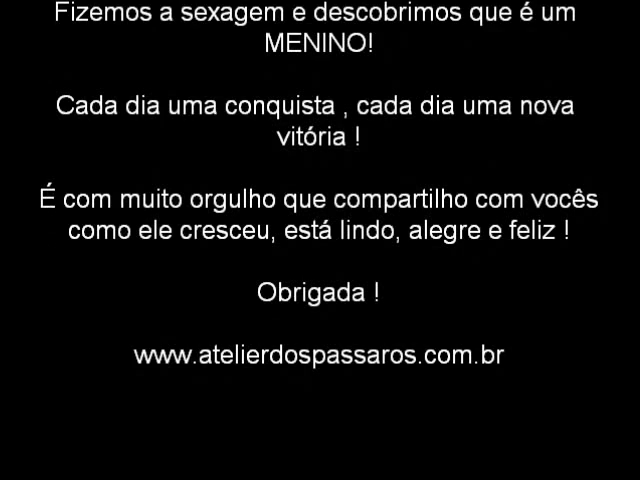 Fizemos a sexagem e descobrimos que é um
MENINO!
Cada dia uma conquista , cada dia uma nova
vitória !
É com muito orgulho que compartilho com vocês
como ele cresceu, está lindo, alegre e feliz !
Obrigada !
www.atelierdospassaros.com.br